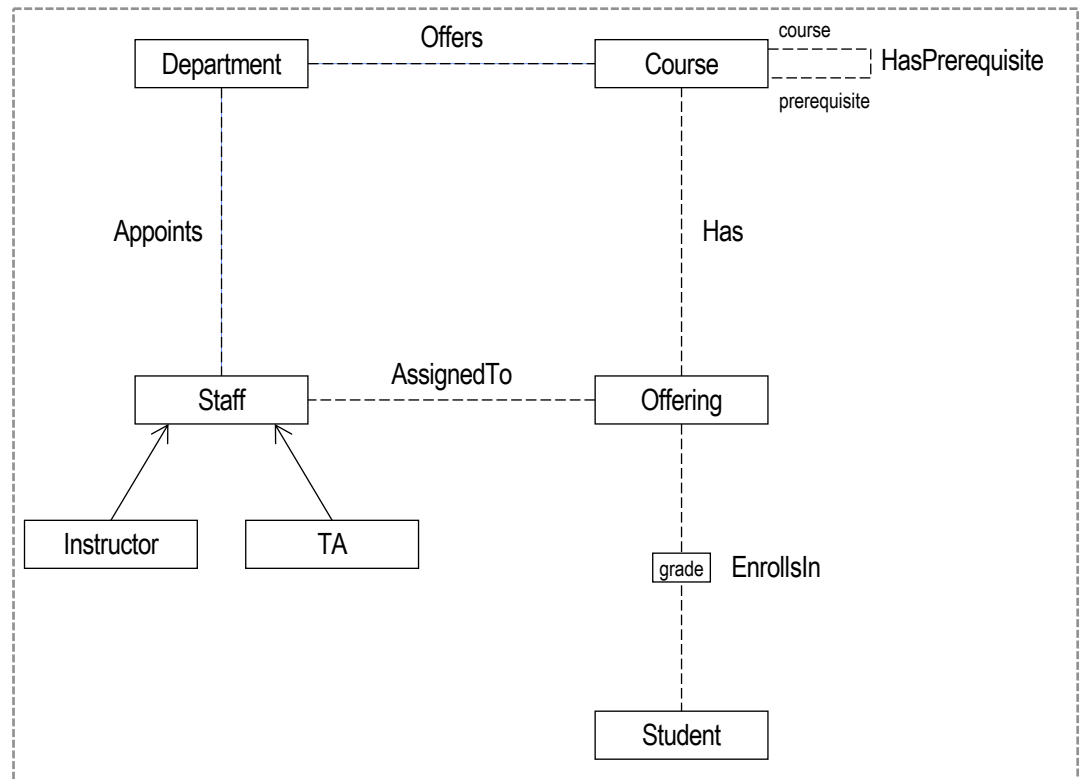 Offers
course
Department
Course
HasPrerequisite
prerequisite
Appoints
Has
AssignedTo
Staff
Offering
Instructor
TA
grade
EnrollsIn
Student